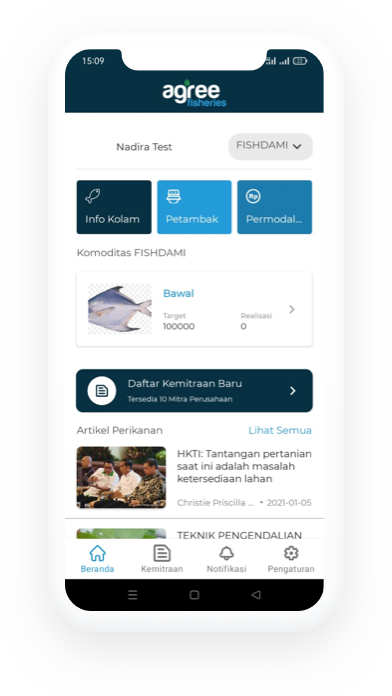 15:09
agree
fisheries
Nadira Test
FISHDAMI
Info Kolam
Petambak
Rp
Permodal...
Komoditas FISHDAMI
Bawal
Target
Realisasi
100000
0
Daftar Kemitraan Baru
Tersedia 10 Mitra Perusahaan
Artikel Perikanan
Lihat Semua
HKTI: Tantangan pertanian
saat ini adalah masalah
ketersediaan lahan
Christie Priscilla ... • 2021-01-05
TEKNIK PENGENDALIAN
Beranda
Kemitraan
Notifikasi
Pengaturan